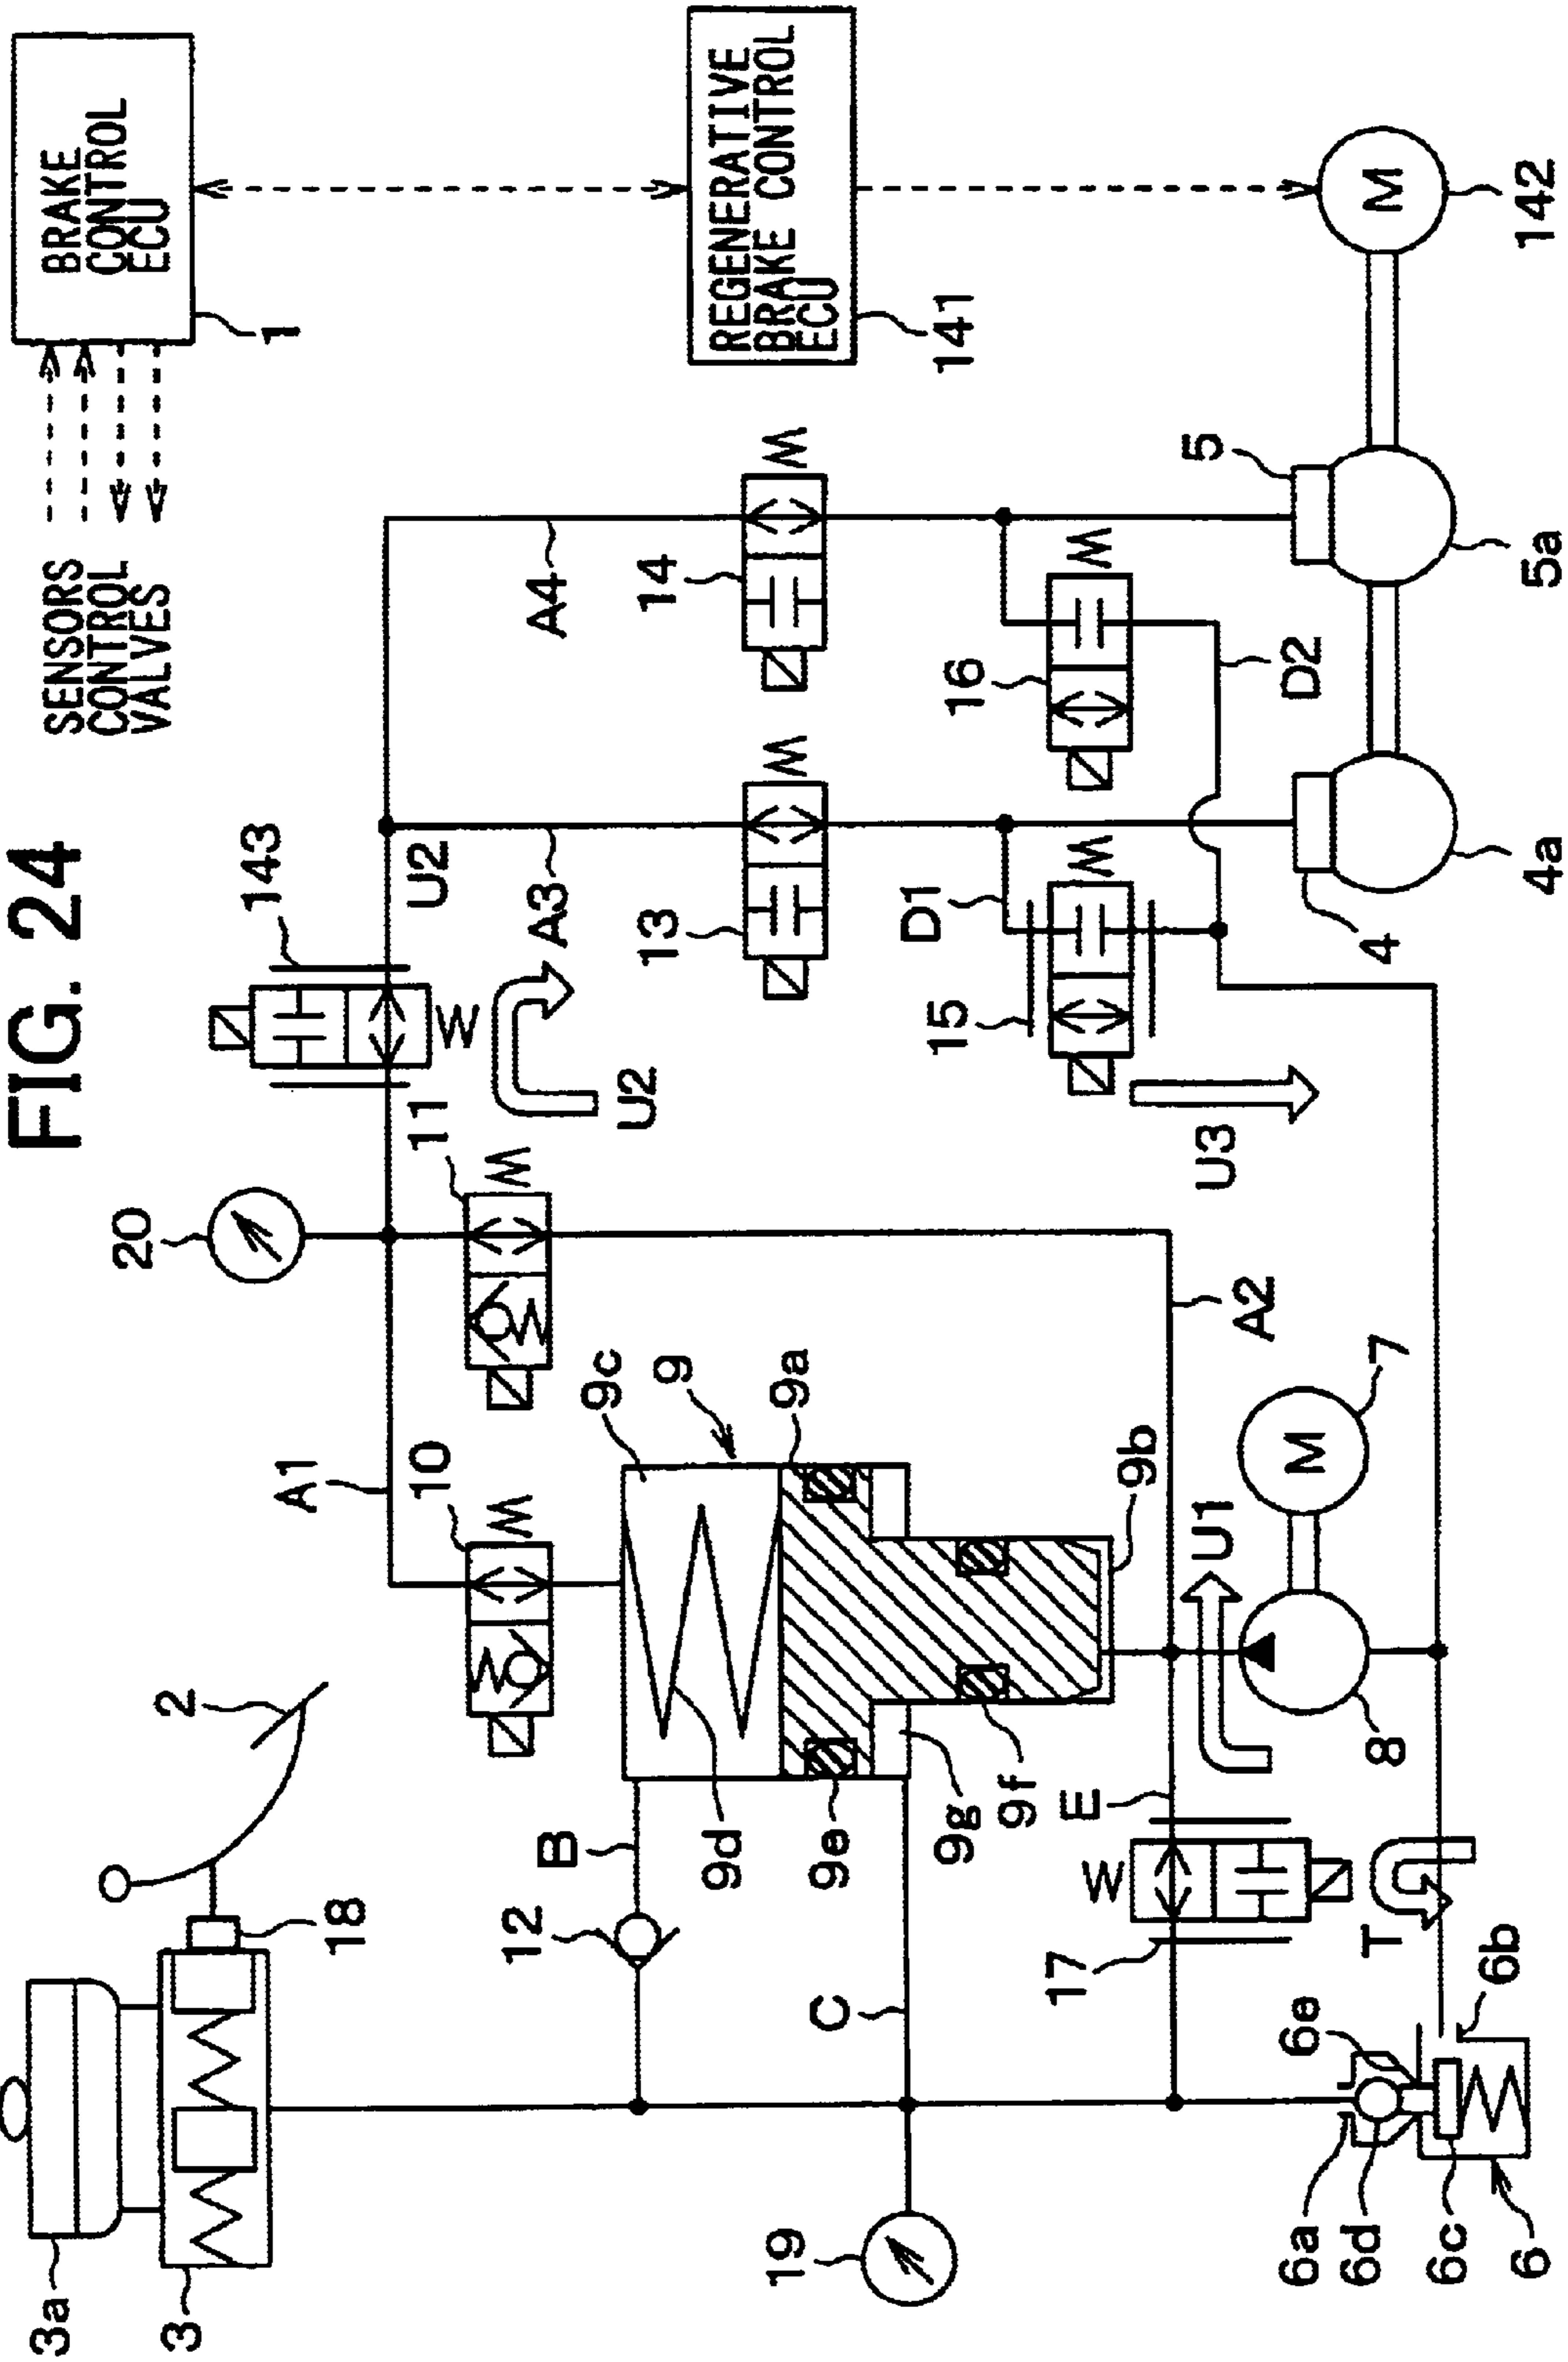 FIG. 24
3a
3
18
2
A1
10
20
11
143
U2
W
U2
A3
A4
SENSORS
CONTROL
VALVES
BRAKE
CONTROL
ECU
1
12
B
9c
9
9a
13
14
REGENERATIVE
BRAKE CONTROL
ECU
141
19
C
9d
9e
9g
9f
9b
D1
15
16
17
W
E
U1
A2
U3
D2
6a
6d
6c
6
6e
6b
T
8
M
7
4
4a
5
5a
M
142